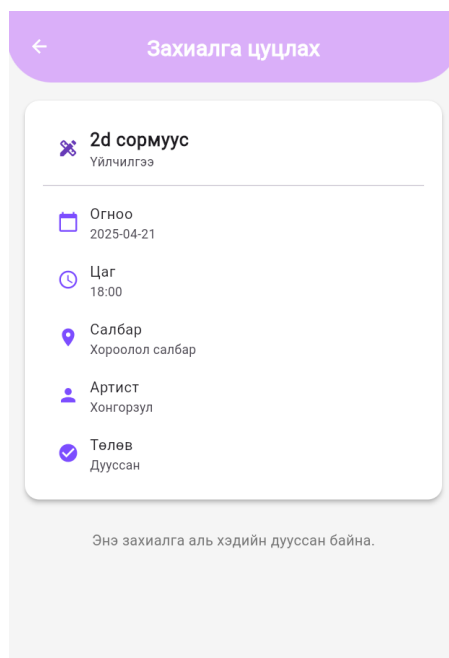 Захиалга цуцлах
2d сормуус
Үйлчилгээ
Огноо
2025-04-21
Цаг
18:00
Салбар
Хороолол салбар
Артист
Хонгорзул
Төлөв
Дууссан
Энэ захиалга аль хэдийн дууссан байна.